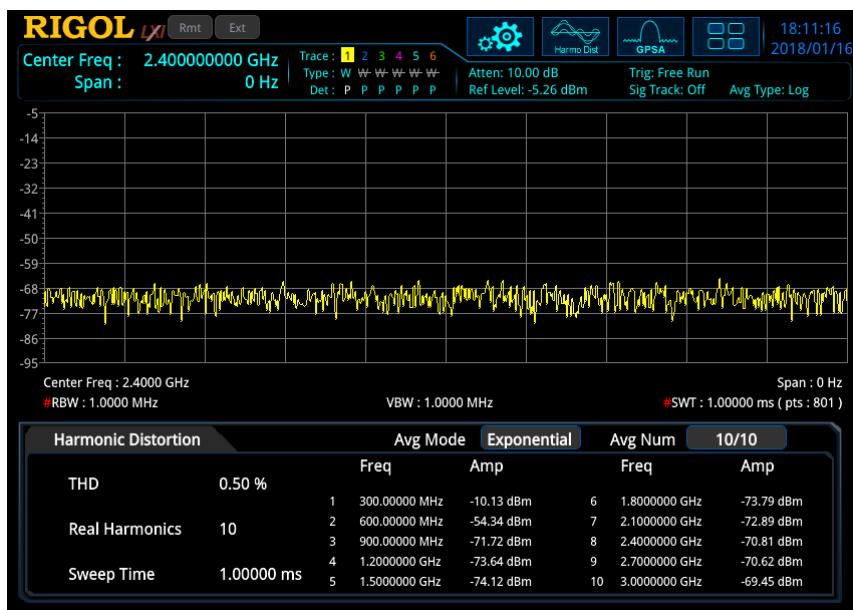 RIGOL LXI Rmt Ext
Harmo Dist GPSA 18:11:16
2018/01/16
Center Freq : 2.400000000 GHz
Span : 0 Hz
Trace : 1 2 3 4 5 6
Type : W W W W W W
Det : P P P P P P
Atten: 10.00 dB Trig: Free Run
Ref Level: -5.26 dBm Sig Track: Off Avg Type: Log
-5
-14
-23
-32
-41
-50
-59
-68
-77
-86
-95
Center Freq : 2.4000 GHz Span : 0 Hz
#RBW : 1.0000 MHz VBW : 1.0000 MHz #SWT : 1.00000 ms ( pts : 801 )
Harmonic Distortion Avg Mode Exponential Avg Num 10/10
Freq Amp Freq Amp
THD 0.50 %
1 300.00000 MHz -10.13 dBm 6 1.8000000 GHz -73.79 dBm
2 600.00000 MHz -54.34 dBm 7 2.1000000 GHz -72.89 dBm
Real Harmonics 10
3 900.00000 MHz -71.72 dBm 8 2.4000000 GHz -70.81 dBm
4 1.2000000 GHz -73.64 dBm 9 2.7000000 GHz -70.62 dBm
Sweep Time 1.00000 ms
5 1.5000000 GHz -74.12 dBm 10 3.0000000 GHz -69.45 dBm